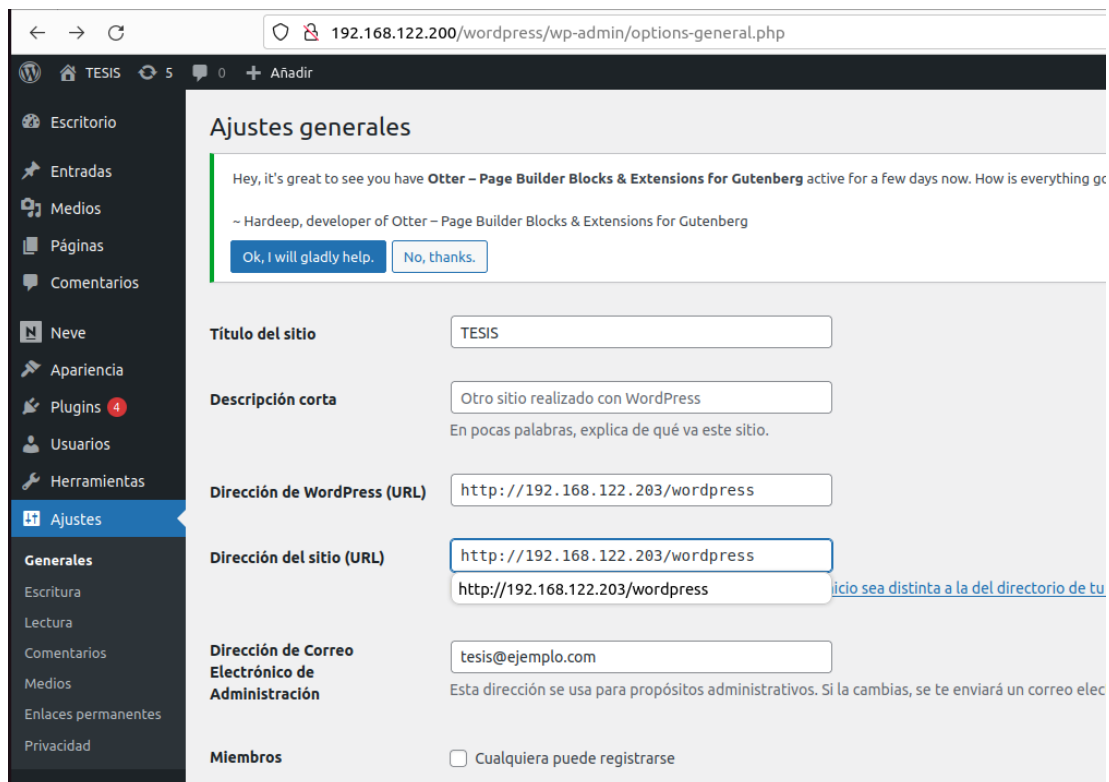 192.168.122.200/wordpress/wp-admin/options-general.php
TESIS 5 0 + Añadir
Escritorio
Entradas
Medios
Páginas
Comentarios
N Neve
Apariencia
Plugins 4
Usuarios
Herramientas
Ajustes
Generales
Escritura
Lectura
Comentarios
Medios
Enlaces permanentes
Privacidad
Ajustes generales
Hey, it's great to see you have Otter – Page Builder Blocks & Extensions for Gutenberg active for a few days now. How is everything
~ Hardeep, developer of Otter – Page Builder Blocks & Extensions for Gutenberg
Ok, I will gladly help. No, thanks.
Título del sitio TESIS
Descripción corta Otro sitio realizado con WordPress
En pocas palabras, explica de qué va este sitio.
Dirección de WordPress (URL) http://192.168.122.203/wordpress
Dirección del sitio (URL) http://192.168.122.203/wordpress
http://192.168.122.203/wordpress
sea distinta a la del directorio de tu
Dirección de Correo
Electrónico de
Administración
tesis@ejemplo.com
Esta dirección se usa para propósitos administrativos. Si la cambias, se te enviará un correo
Miembros Cualquiera puede registrarse